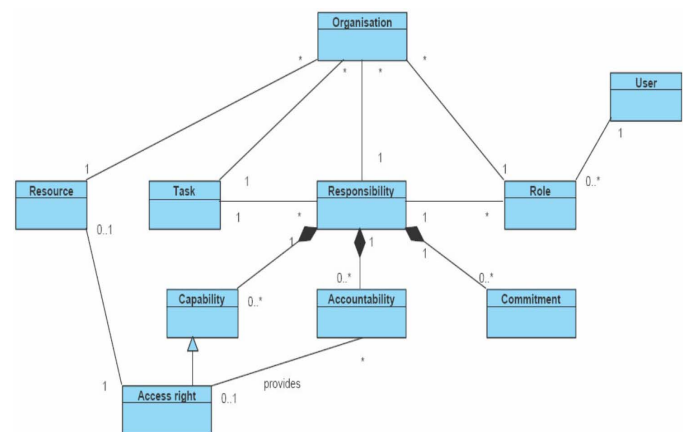 Organisation
* * * *
User
1
1 1 1 1 0..*
Resource Task Responsibility Role
0..1 1 * 1 *
1 1 1
0..* 0..* 0..*
Capability Accountability Commitment
*
provides
1 0..1
Access right